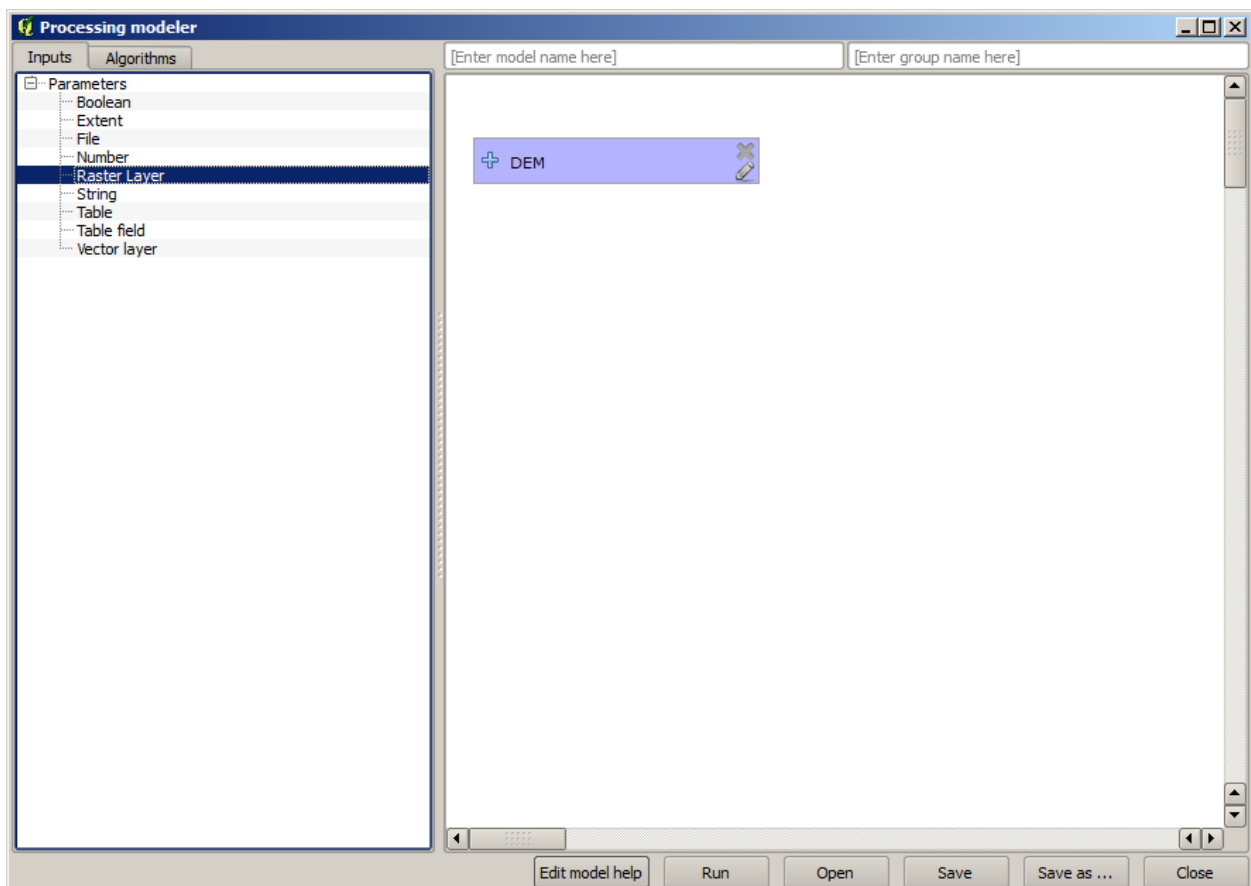 Processing modeler
Inputs
Algorithms
[Enter model name here]
[Enter group name here]
Parameters
Boolean
Extent
File
Number
Raster Layer
String
Table
Table field
Vector layer
DEM
Edit model help
Run
Open
Save
Save as ...
Close